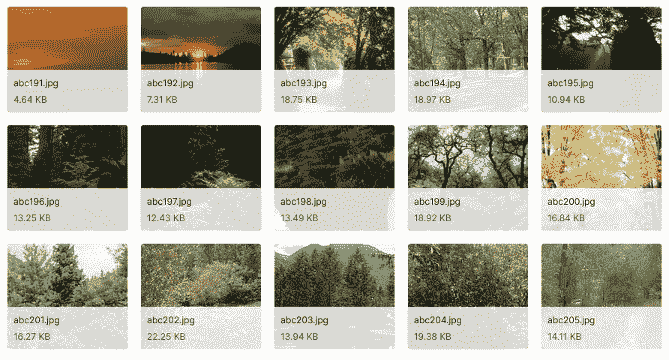 abc191.jpg
4.64 KB
abc192.jpg
7.31 KB
abc193.jpg
18.75 KB
abc194.jpg
18.97 KB
abc195.jpg
10.94 KB
abc196.jpg
13.25 KB
abc197.jpg
12.43 KB
abc198.jpg
13.49 KB
abc199.jpg
18.92 KB
abc200.jpg
16.84 KB
abc201.jpg
16.27 KB
abc202.jpg
22.25 KB
abc203.jpg
13.94 KB
abc204.jpg
19.38 KB
abc205.jpg
14.11 KB